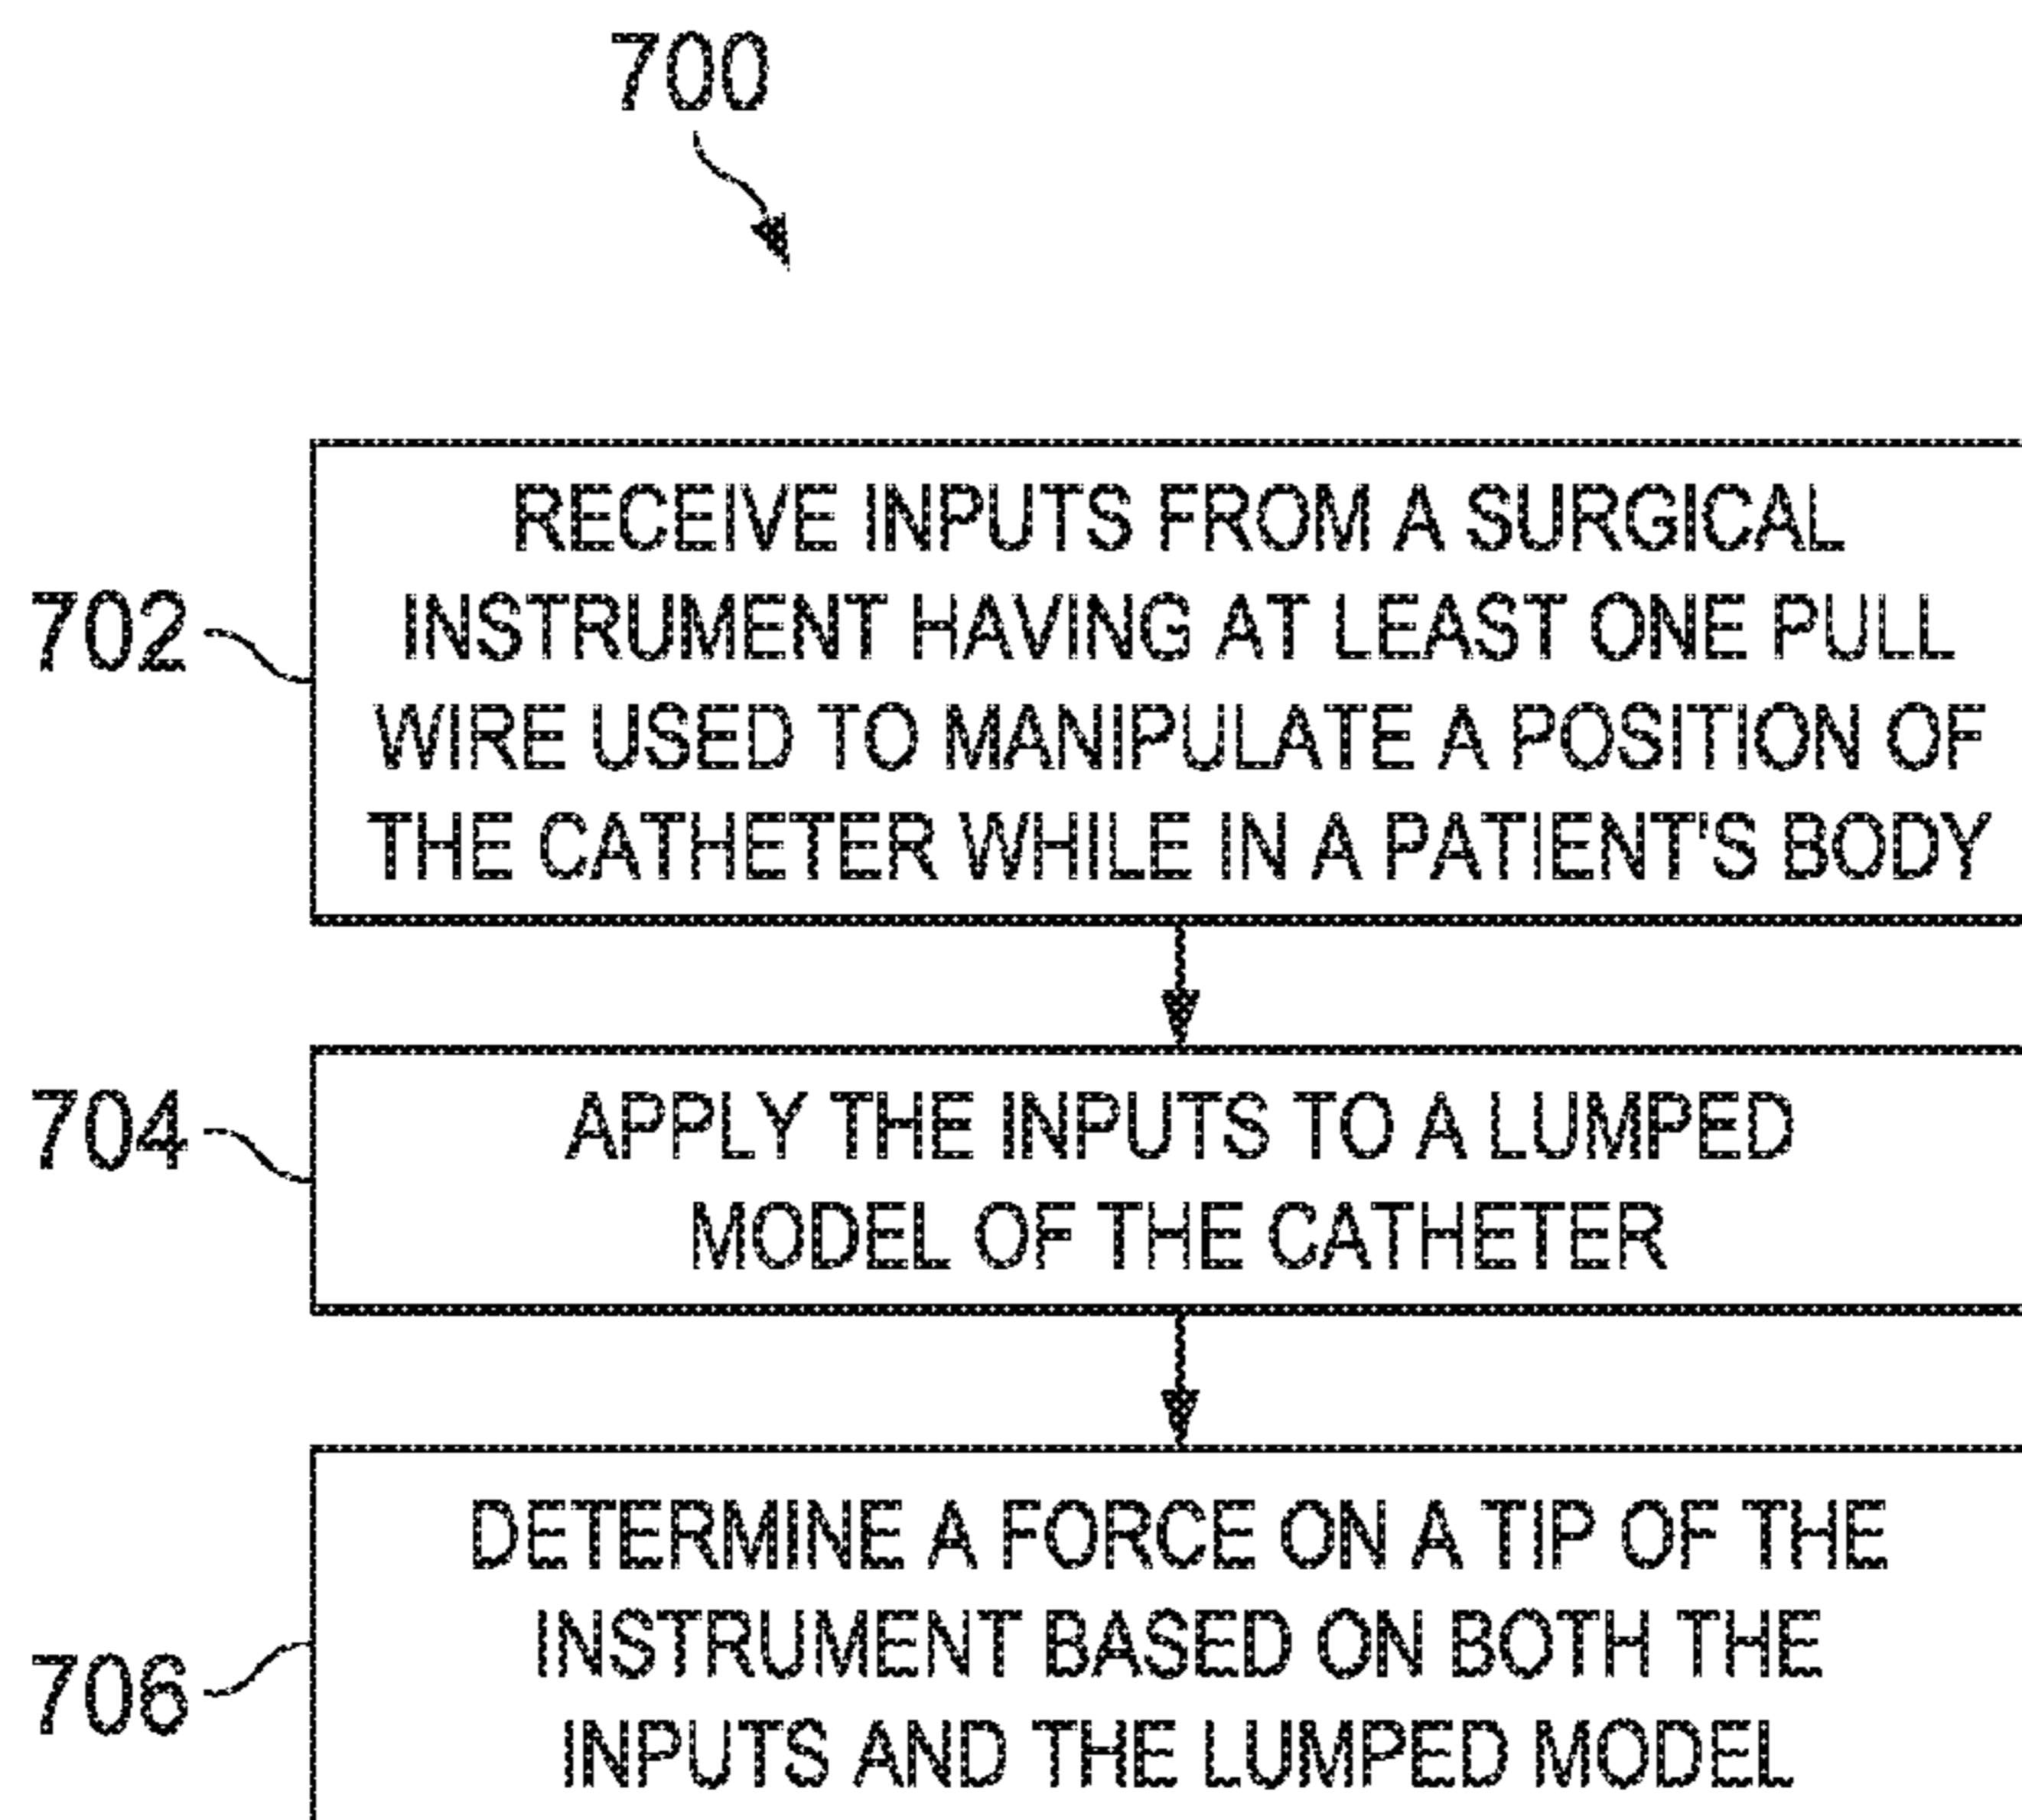 700
702
RECEIVE INPUTS FROM A SURGICAL
INSTRUMENT HAVING AT LEAST ONE PULL
WIRE USED TO MANIPULATE A POSITION OF
THE CATHETER WHILE IN A PATIENT'S BODY
704
APPLY THE INPUTS TO A LUMPED
MODEL OF THE CATHETER
706
DETERMINE A FORCE ON A TIP OF THE
INSTRUMENT BASED ON BOTH THE
INPUTS AND THE LUMPED MODEL